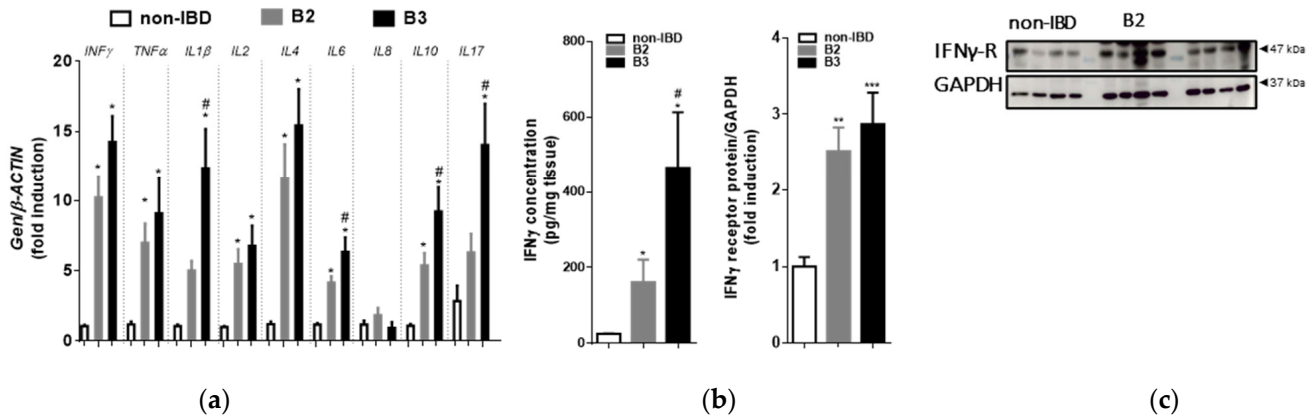 non-IBD B2 B3
INFγ TNFα IL1β IL2 IL4 IL6 IL8 IL10 IL17
Gen/β-ACTIN
(fold induction)
20
15
10
5
0
* * * * # * * * * * * # * * # * # *
(a)
non-IBD
B2
B3
IFNγ concentration
(pg/mg tissue)
800
600
400
200
0
*
#
*
non-IBD
B2
B3
IFNγ receptor protein/GAPDH
(fold induction)
4
3
2
1
0
**
***
(b)
non-IBD B2
IFNγ-R
47 kDa
GAPDH
37 kDa
(c)